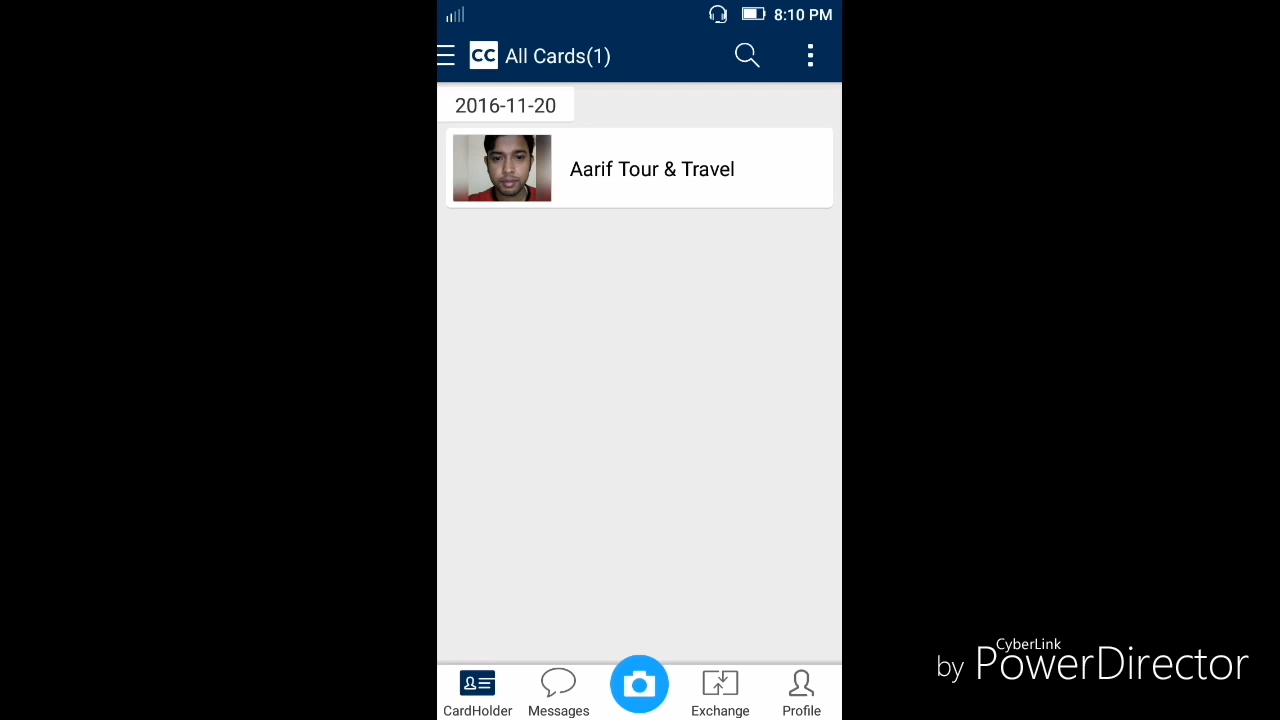 8:10 PM
CC All Cards(1)
2016-11-20
Aarif Tour & Travel
CardHolder Messages Exchange Profile
by CyberLink PowerDirector